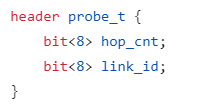 header probe_t {
    bit<8> hop_cnt;
    bit<8> link_id;
}